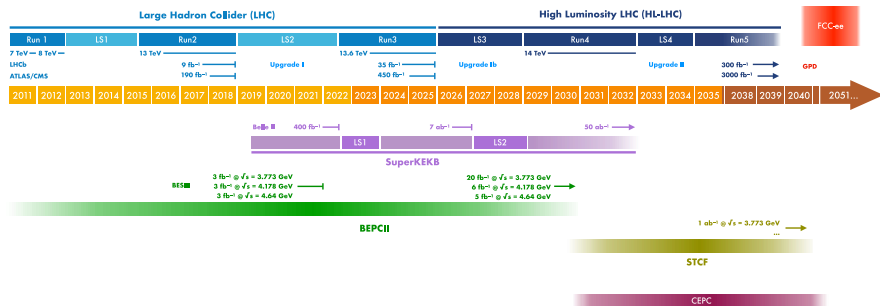 Large Hadron Collider (LHC) High Luminosity LHC (HL-LHC)
FCC-ee
Run 1 LS1 Run2 LS2 Run3 LS3 Run4 LS4 Run5
7 TeV 8 TeV 13 TeV 13.6 TeV 14 TeV
LHCb 9 fb⁻¹ Upgrade I 35 fb⁻¹ Upgrade Ib Upgrade II 300 fb⁻¹ GPD
ATLAS/CMS 190 fb⁻¹ 450 fb⁻¹ 3000 fb⁻¹
2011 2012 2013 2014 2015 2016 2017 2018 2019 2020 2021 2022 2023 2024 2025 2026 2027 2028 2029 2030 2031 2032 2033 2034 2035 2038 2039 2040 2051...
Belle II 400 fb⁻¹ 7 ab⁻¹ 50 ab⁻¹
LS1 LS2
SuperKEKB
3 fb⁻¹ @ √s = 3.773 GeV 20 fb⁻¹ @ √s = 3.773 GeV
BESIII 3 fb⁻¹ @ √s = 4.178 GeV 6 fb⁻¹ @ √s = 4.178 GeV
3 fb⁻¹ @ √s = 4.64 GeV 5 fb⁻¹ @ √s = 4.64 GeV
BEPCII
1 ab⁻¹ @ √s = 3.773 GeV
...
STCF
CEPC